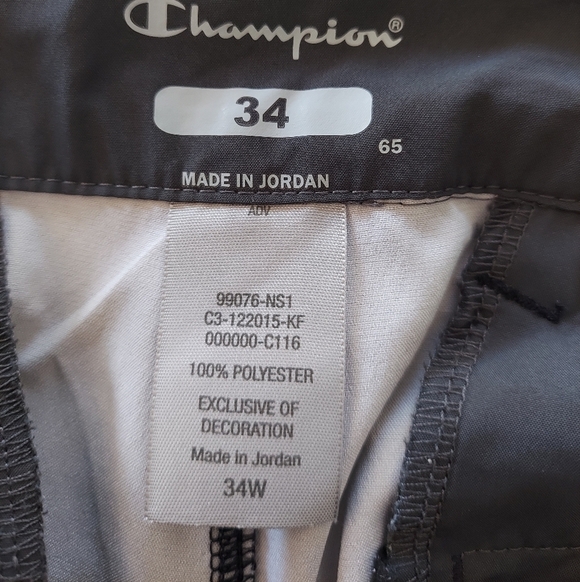 Champion®
34
65
MADE IN JORDAN
ADV
99076-NS1
C3-122015-KF
000000-C116
100% POLYESTER
EXCLUSIVE OF
DECORATION
Made in Jordan
34W